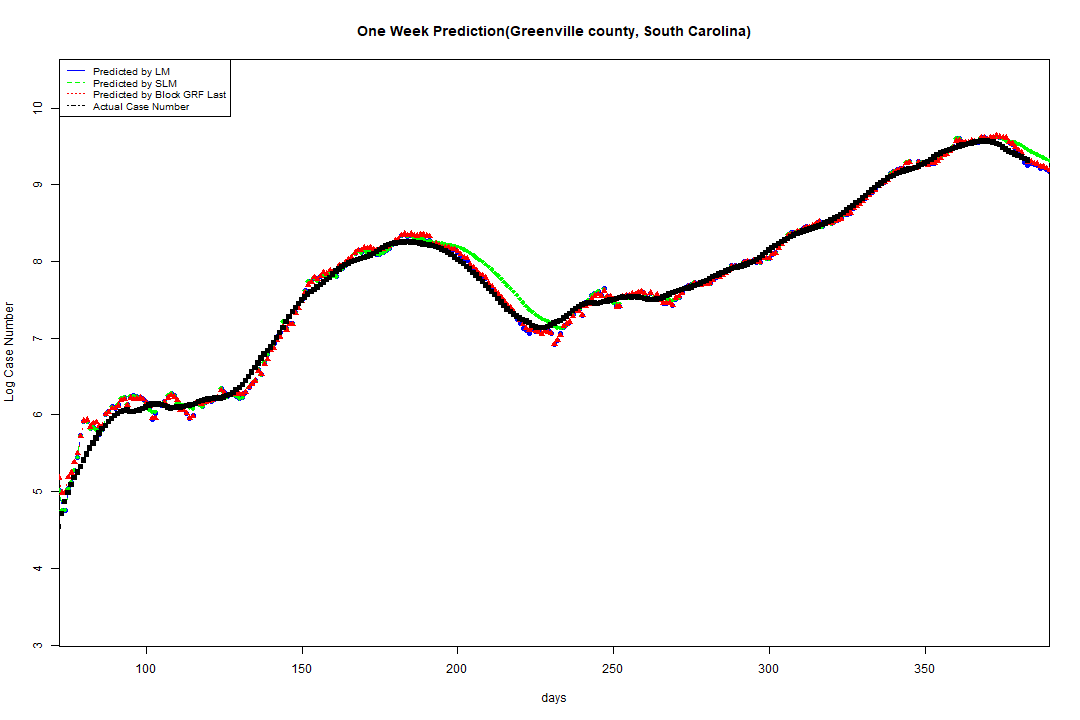 One Week Prediction(Greenville county, South Carolina)
Predicted by LM
Predicted by SLM
Predicted by Block GRF Last
Actual Case Number
10
9
8
7
6
5
4
3
Log Case Number
100 150 200 250 300 350
days